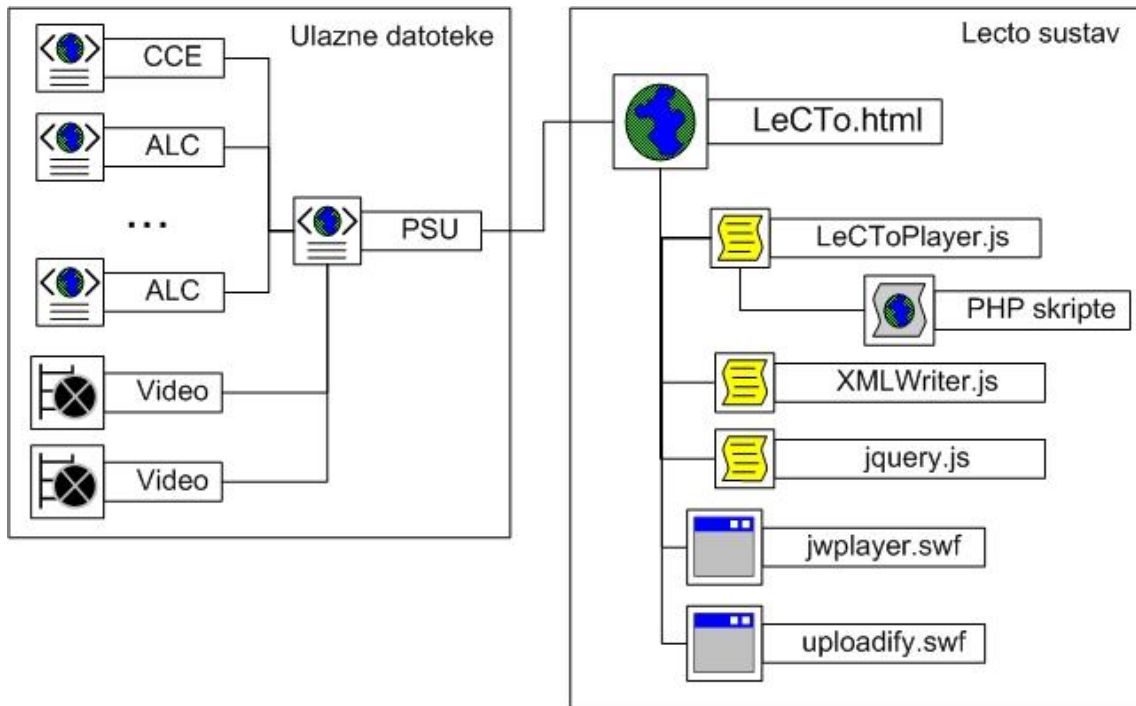 Ulazne datoteke
CCE
ALC
...
ALC
PSU
Video
Video
Lecto sustav
LeCTo.html
LeCToPlayer.js
PHP skripte
XMLWriter.js
jquery.js
jwplayer.swf
uploadify.swf